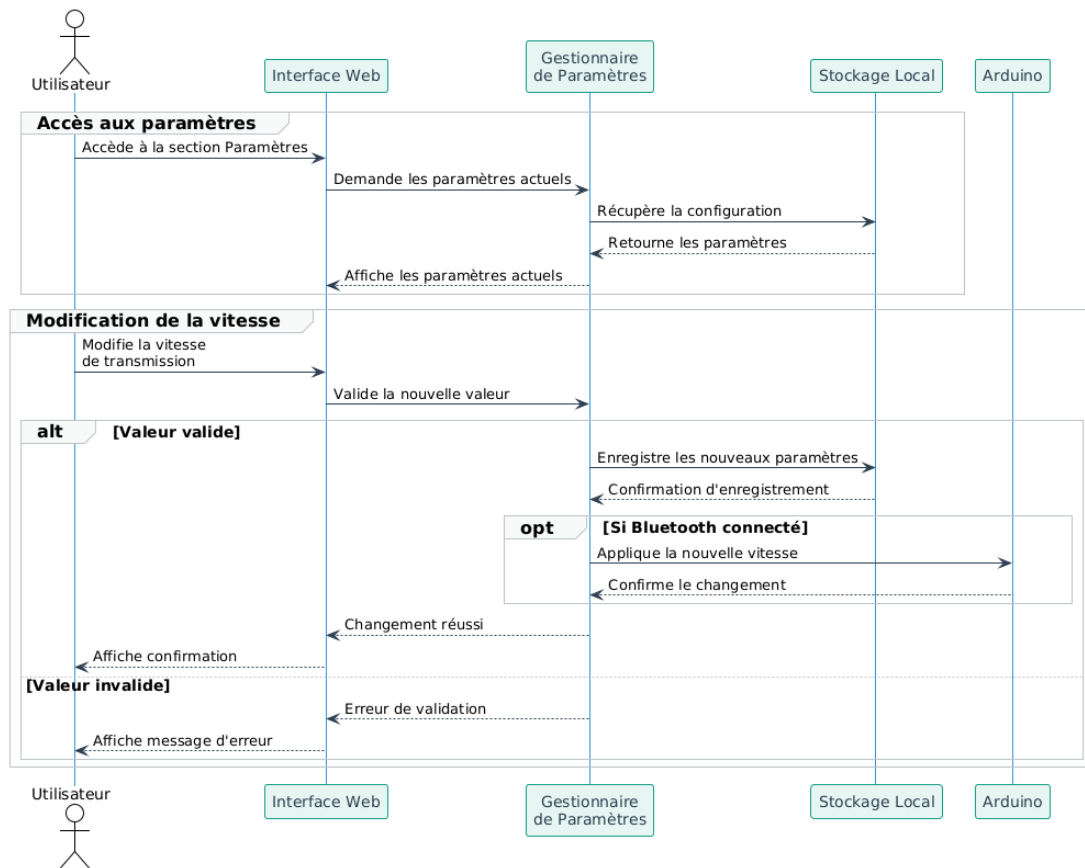 Utilisateur
Interface Web
Gestionnaire
de Paramètres
Stockage Local
Arduino
Accès aux paramètres
Accède à la section Paramètres
Demande les paramètres actuels
Récupère la configuration
Retourne les paramètres
Affiche les paramètres actuels
Modification de la vitesse
Modifie la vitesse
de transmission
Valide la nouvelle valeur
alt [Valeur valide]
Enregistre les nouveaux paramètres
Confirmation d'enregistrement
opt [Si Bluetooth connecté]
Applique la nouvelle vitesse
Confirme le changement
Changement réussi
Affiche confirmation
[Valeur invalide]
Erreur de validation
Affiche message d'erreur
Utilisateur
Interface Web
Gestionnaire
de Paramètres
Stockage Local
Arduino